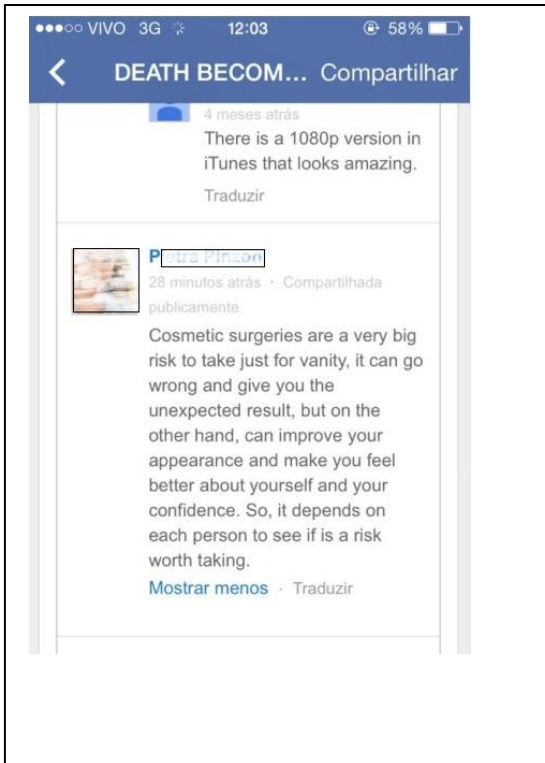 VIVO 3G 12:03 58%
DEATH BECOM... Compartilhar
4 meses atrás
There is a 1080p version in
iTunes that looks amazing.
Traduzir
P
28 minutos atrás · Compartilhada
publicamente
Cosmetic surgeries are a very big
risk to take just for vanity, it can go
wrong and give you the
unexpected result, but on the
other hand, can improve your
appearance and make you feel
better about yourself and your
confidence. So, it depends on
each person to see if is a risk
worth taking.
Mostrar menos · Traduzir